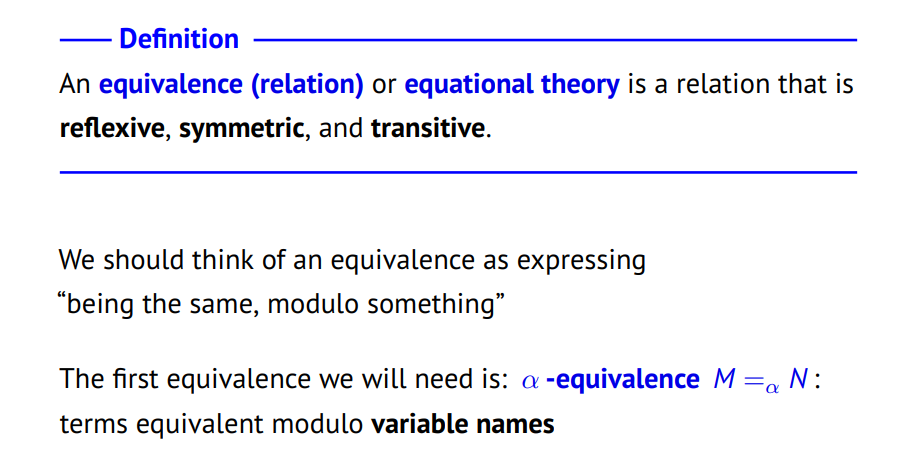 Definition
An equivalence (relation) or equational theory is a relation that is
reflexive, symmetric, and transitive.
We should think of an equivalence as expressing
“being the same, modulo something”
The first equivalence we will need is: α -equivalence M =α N :
terms equivalent modulo variable names